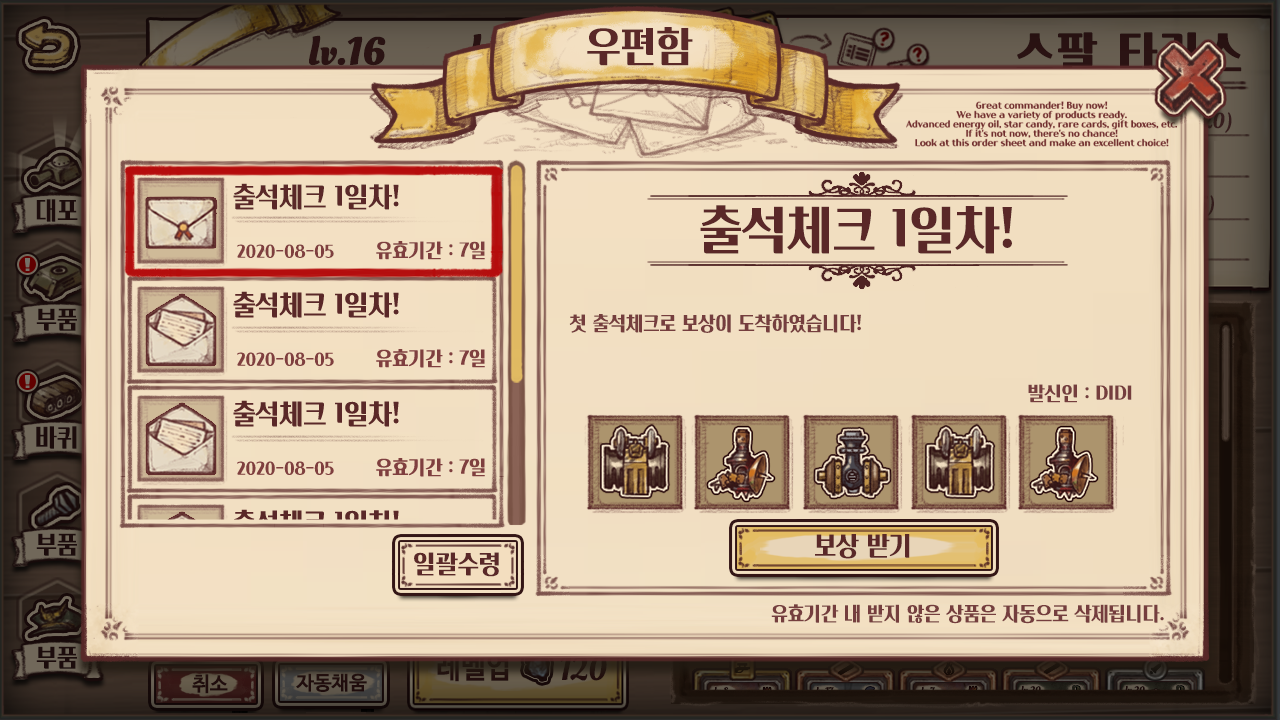 lv.16
우편함
Great commander! Buy now!
We have a variety of products ready.
Advanced energy oil, star candy, rare cards, gift boxes, etc.
If it's not now, there's no chance!
Look at this order sheet and make an excellent choice!
대포
부품
바퀴
부품
부품
출석체크 1일차!
2020-08-05 유효기간 : 7일
출석체크 1일차!
2020-08-05 유효기간 : 7일
출석체크 1일차!
2020-08-05 유효기간 : 7일
일괄수령
출석체크 1일차!
첫 출석체크로 보상이 도착하였습니다!
발신인 : DIDI
보상 받기
유효기간 내 받지 않은 상품은 자동으로 삭제됩니다.
취소
자동채움
레벨업 120